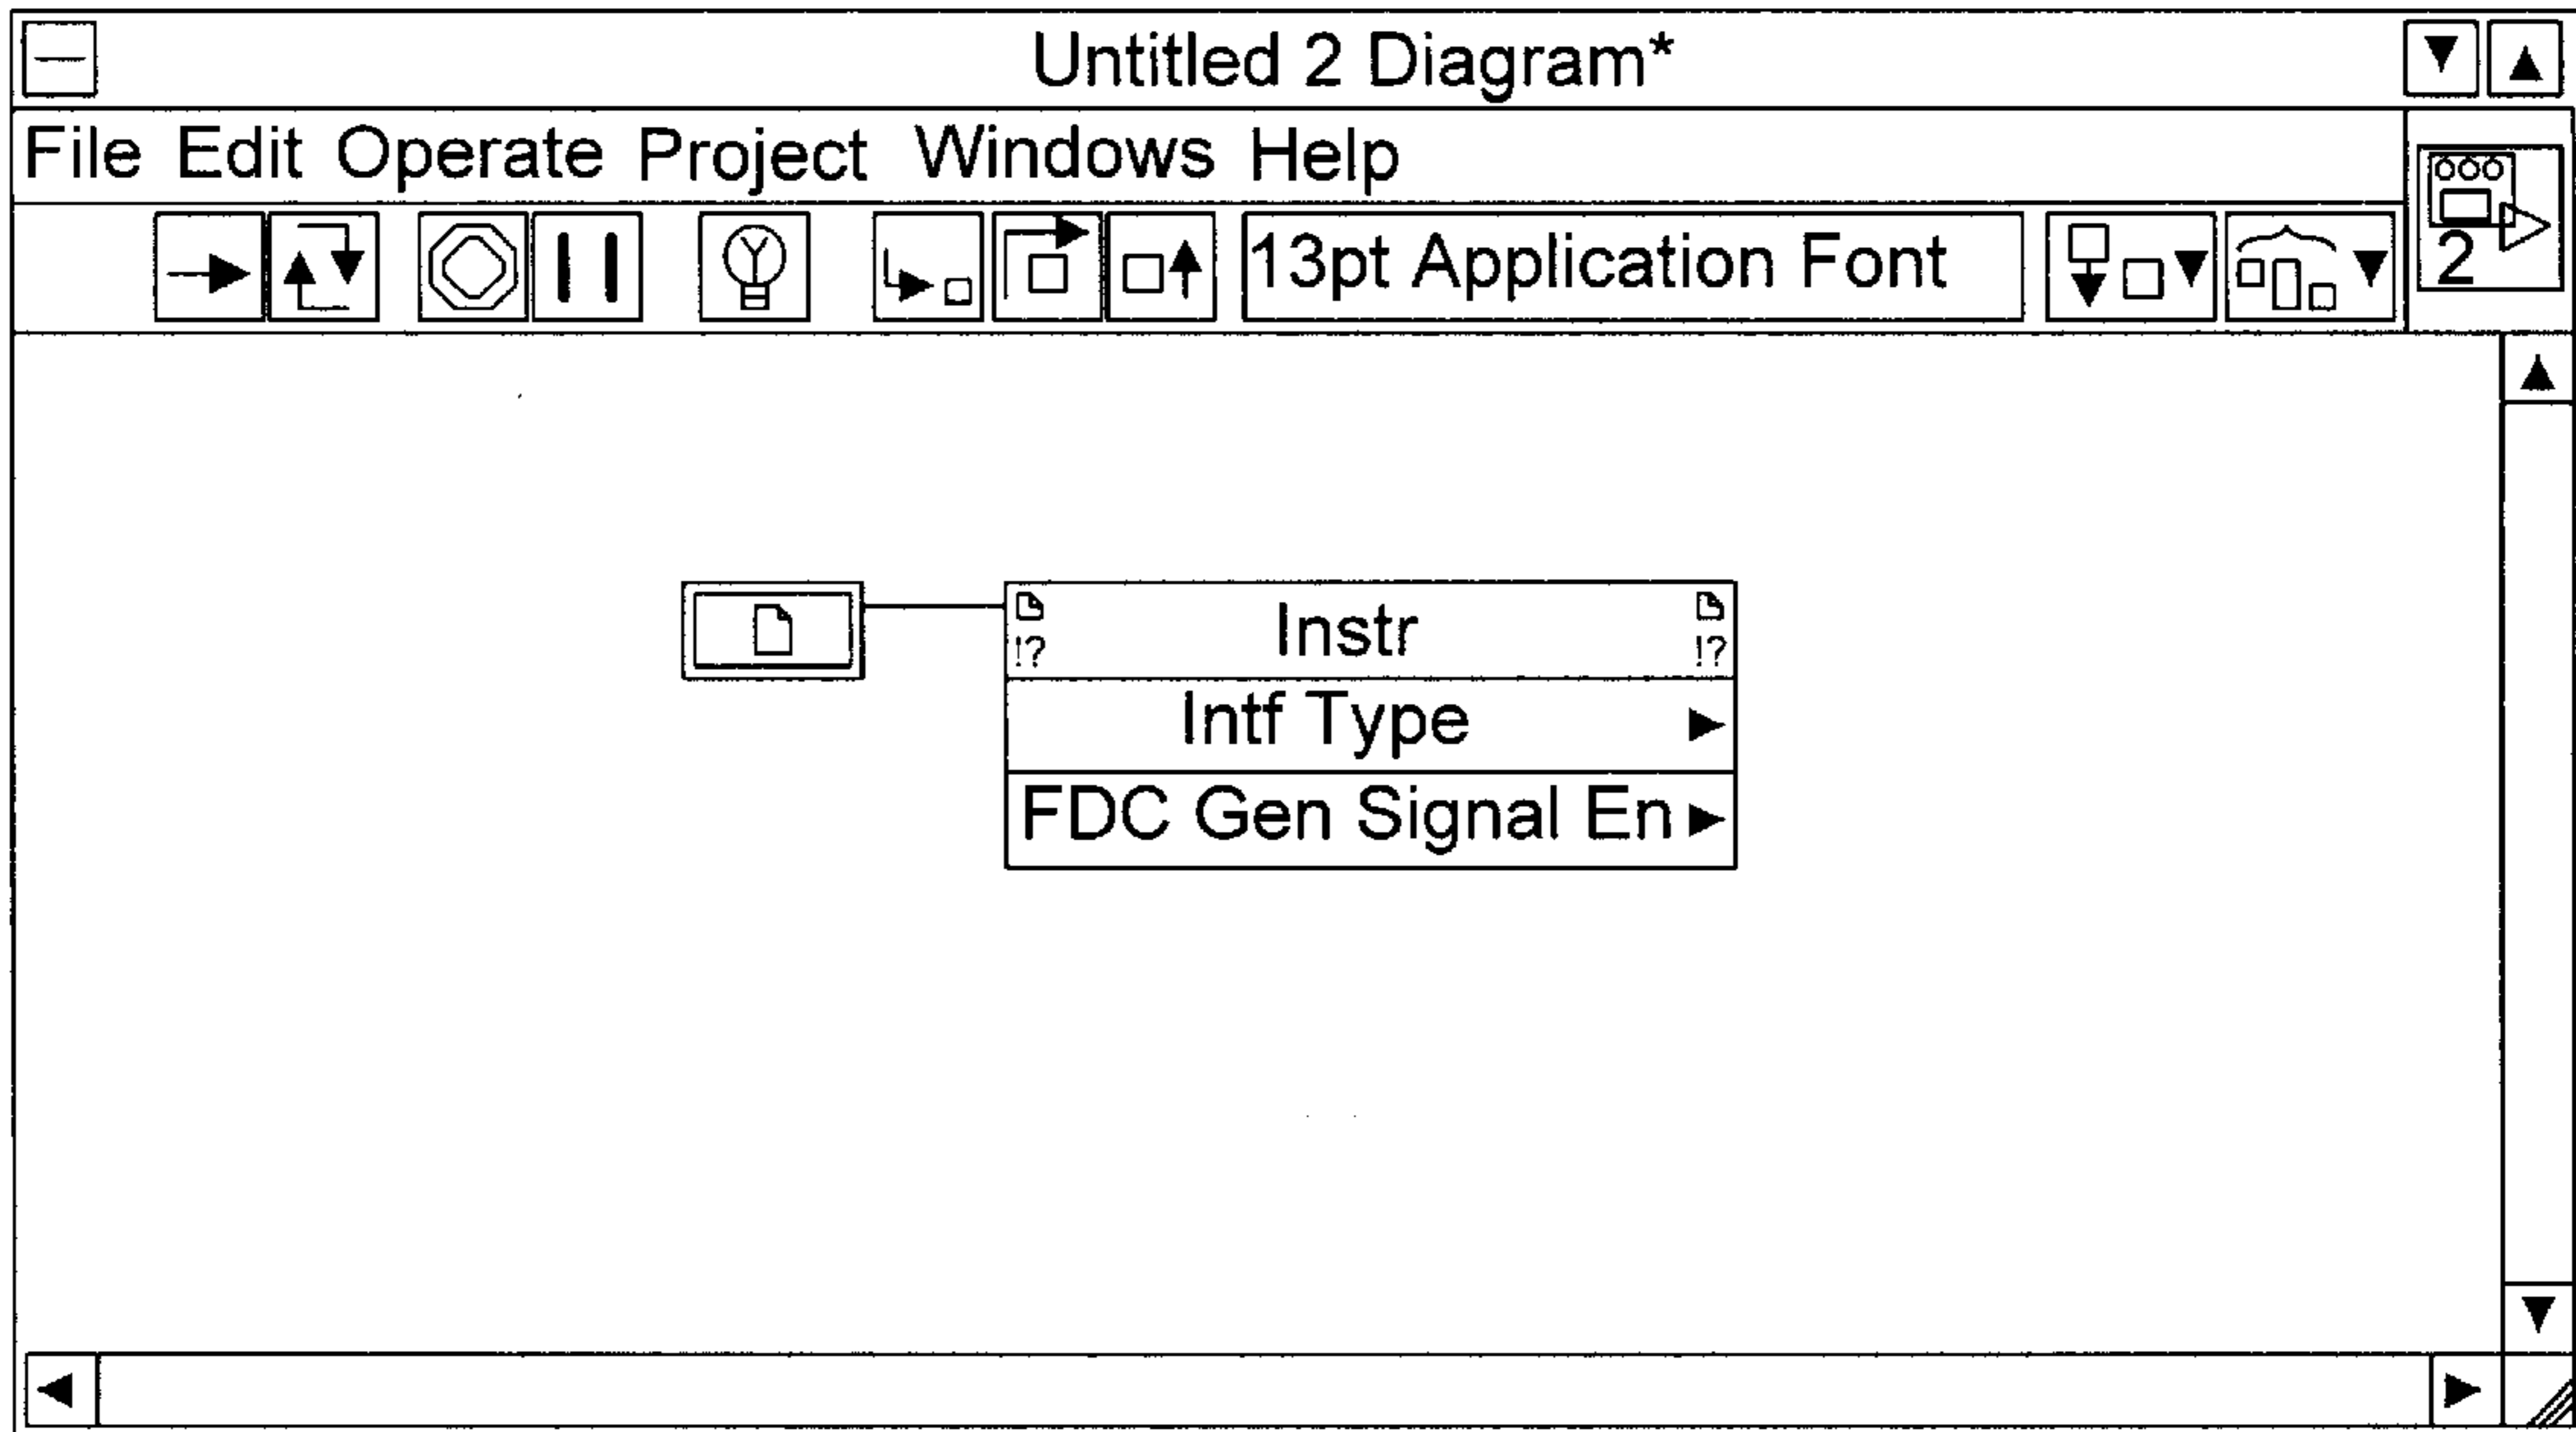 Untitled 2 Diagram*
File Edit Operate Project Windows Help
13pt Application Font
2
Instr
!? !?
Intf Type
FDC Gen Signal En